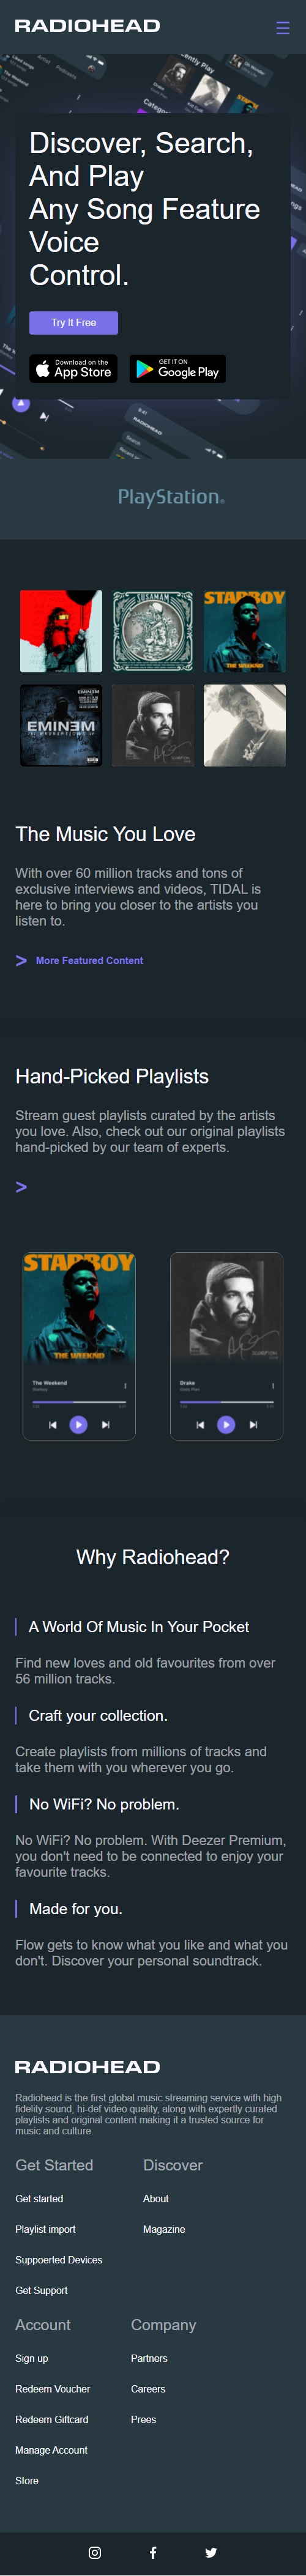 RADIOHEAD
Discover, Search,
And Play
Any Song Feature
Voice
Control.
Try It Free
Download on the
App Store
GET IT ON
Google Play
PlayStation
STARBOY
THE WEEKND
EMINEM
The Music You Love
With over 60 million tracks and tons of
exclusive interviews and videos, TIDAL is
here to bring you closer to the artists you
listen to.
> More Featured Content
Hand-Picked Playlists
Stream guest playlists curated by the artists
you love. Also, check out our original playlists
hand-picked by our team of experts.
>
STARBOY
THE WEEKND
The Weekend
Drake
Why Radiohead?
A World Of Music In Your Pocket
Find new loves and old favourites from over
56 million tracks.
Craft your collection.
Create playlists from millions of tracks and
take them with you wherever you go.
No WiFi? No problem.
No WiFi? No problem. With Deezer Premium,
you don't need to be connected to enjoy your
favourite tracks.
Made for you.
Flow gets to know what you like and what you
don't. Discover your personal soundtrack.
RADIOHEAD
Radiohead is the first global music streaming service with high
fidelity sound, hi-def video quality, along with expertly curated
playlists and original content making it a trusted source for
music and culture.
Get Started Discover
Get started About
Playlist import Magazine
Suppoerted Devices
Get Support
Account Company
Sign up Partners
Redeem Voucher Careers
Redeem Giftcard Prees
Manage Account
Store